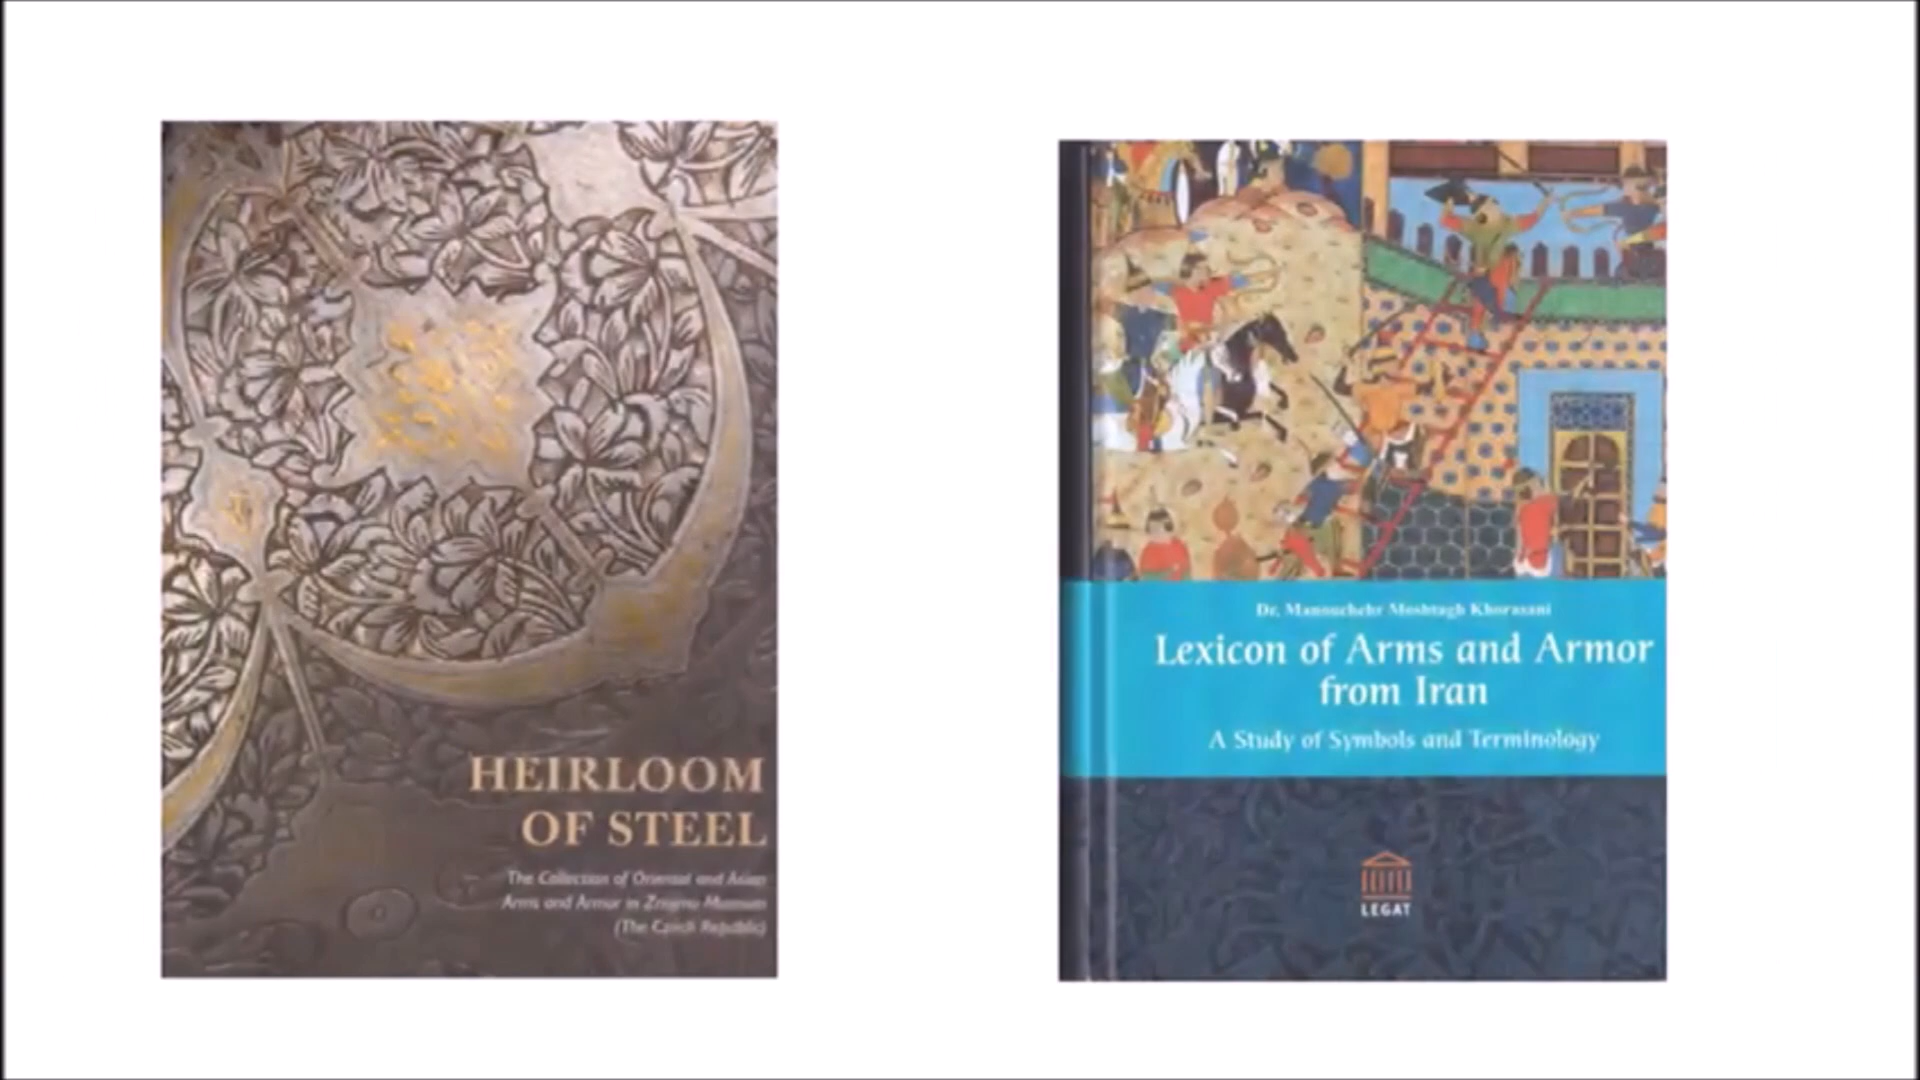 HEIRLOOM
OF STEEL
The Collection of Oriental and Asian
Arms and Armor in Znojmo Museum
(The Czech Republic)
Dr. Manouchehr Moshtagh Khorasani
Lexicon of Arms and Armor
from Iran
A Study of Symbols and Terminology
LEGAT